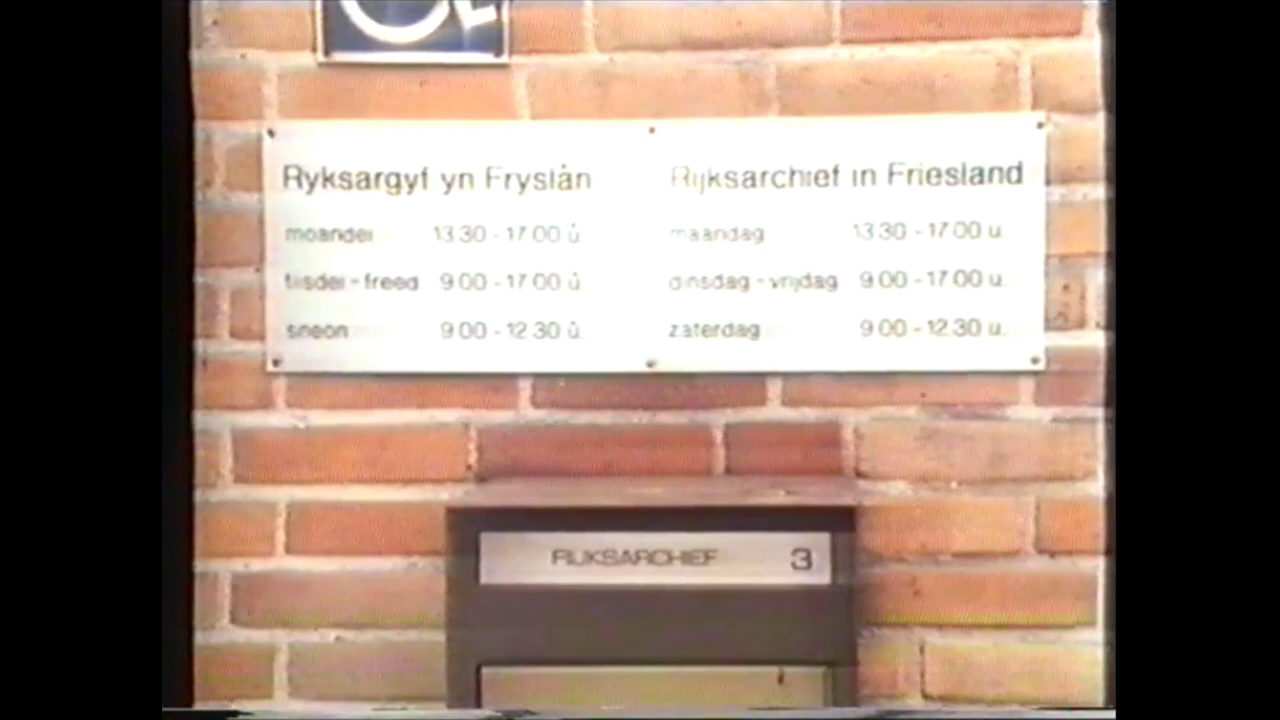 Ryksargyf yn Fryslân
moandei 13.30 - 17.00 û.
tiisdei - freed 9.00 - 17.00 û.
sneon 9.00 - 12.30 û.
Rijksarchief in Friesland
maandag 13.30 - 17.00 u.
dinsdag - vrijdag 9.00 - 17.00 u.
zaterdag 9.00 - 12.30 u.
RIJKSARCHIEF 3